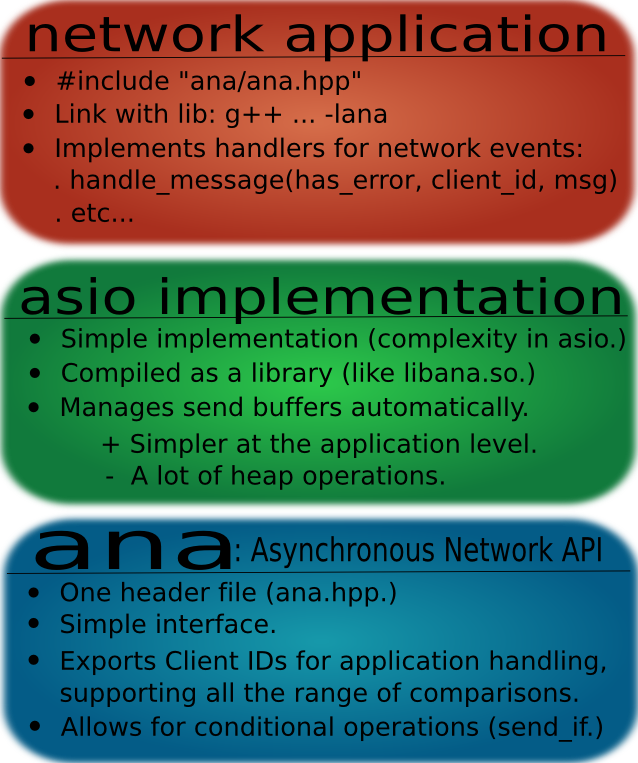 network application
• #include "ana/ana.hpp"
• Link with lib: g++ ... -lana
• Implements handlers for network events:
. handle_message(has_error, client_id, msg)
. etc...
asio implementation
• Simple implementation (complexity in asio.)
• Compiled as a library (like libana.so.)
• Manages send buffers automatically.
+ Simpler at the application level.
- A lot of heap operations.
ana: Asynchronous Network API
• One header file (ana.hpp.)
• Simple interface.
• Exports Client IDs for application handling,
supporting all the range of comparisons.
• Allows for conditional operations (send_if.)